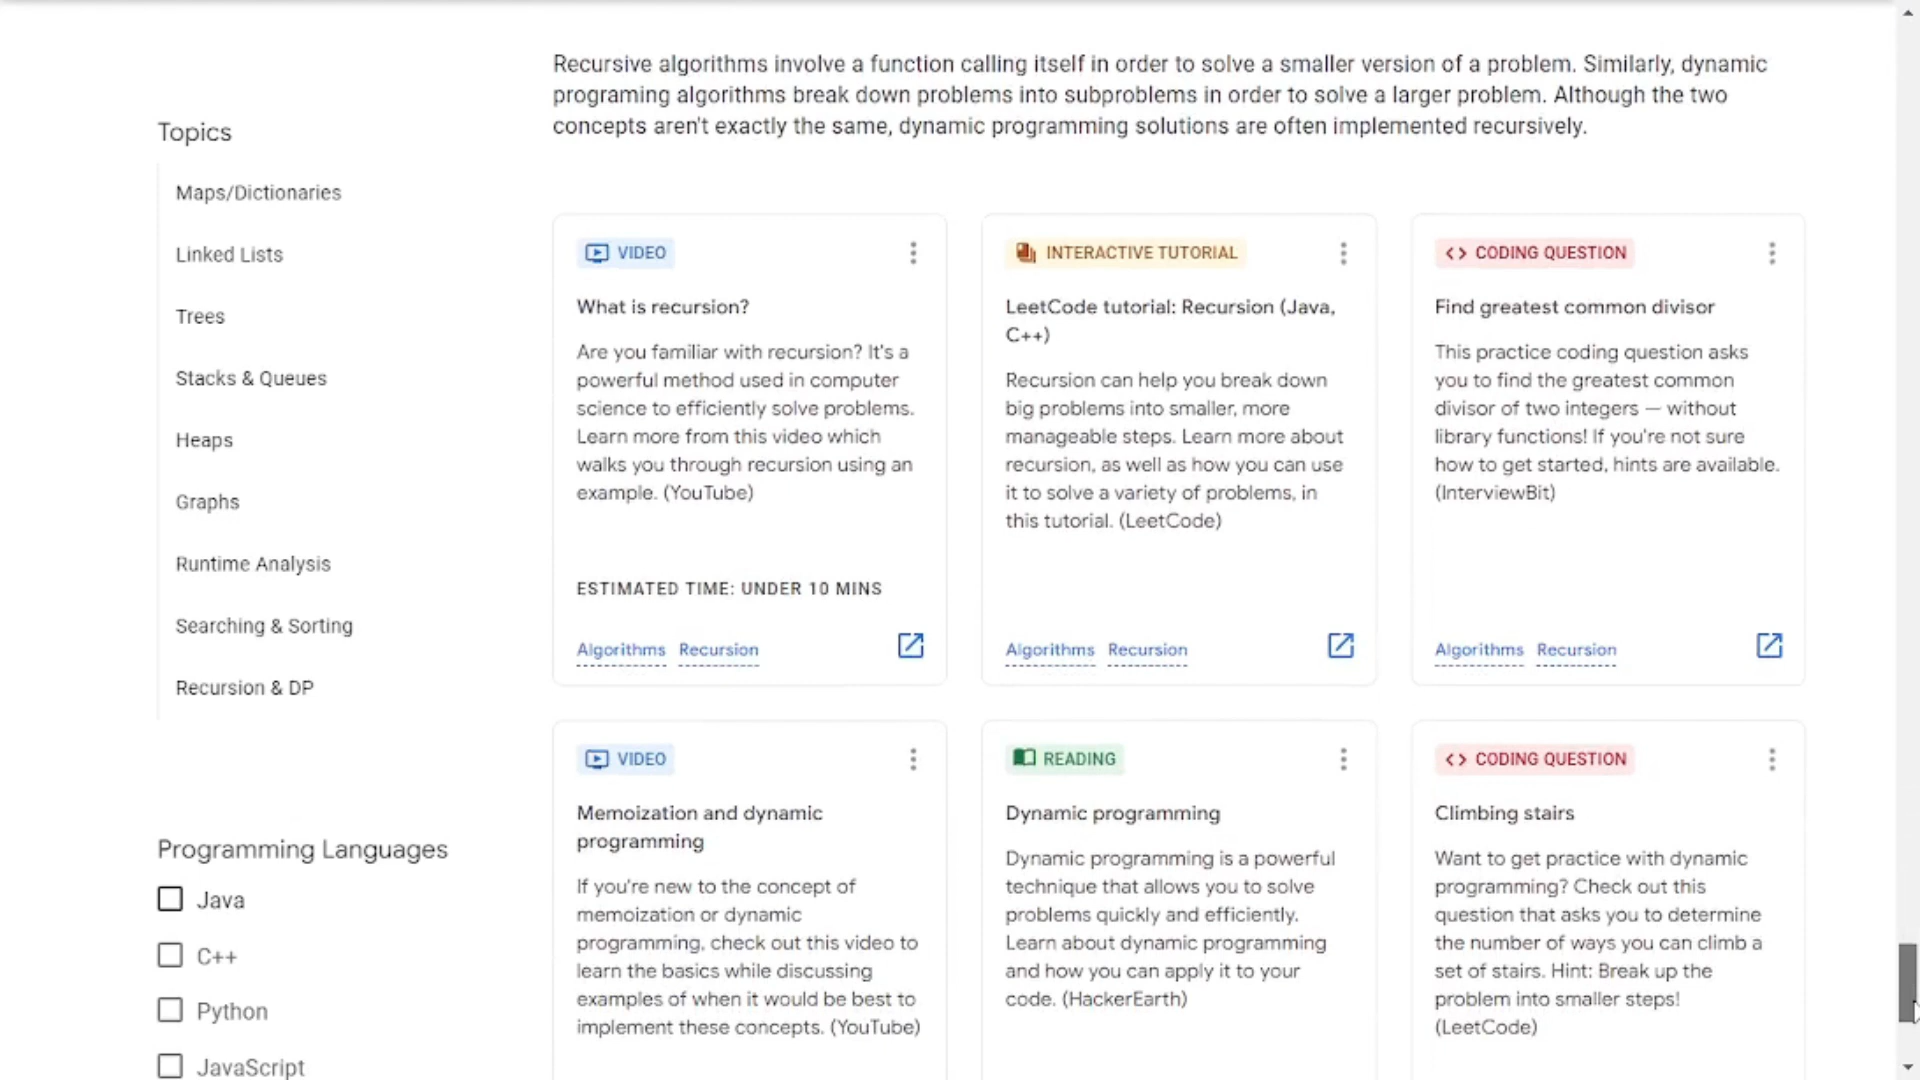 Recursive algorithms involve a function calling itself in order to solve a smaller version of a problem. Similarly, dynamic
programing algorithms break down problems into subproblems in order to solve a larger problem. Although the two
concepts aren't exactly the same, dynamic programming solutions are often implemented recursively.
Topics
Maps/Dictionaries
Linked Lists
Trees
Stacks & Queues
Heaps
Graphs
Runtime Analysis
Searching & Sorting
Recursion & DP
Programming Languages
Java
C++
Python
JavaScript
VIDEO
What is recursion?
Are you familiar with recursion? It's a
powerful method used in computer
science to efficiently solve problems.
Learn more from this video which
walks you through recursion using an
example. (YouTube)
ESTIMATED TIME: UNDER 10 MINS
Algorithms Recursion
INTERACTIVE TUTORIAL
LeetCode tutorial: Recursion (Java,
C++)
Recursion can help you break down
big problems into smaller, more
manageable steps. Learn more about
recursion, as well as how you can use
it to solve a variety of problems, in
this tutorial. (LeetCode)
Algorithms Recursion
<> CODING QUESTION
Find greatest common divisor
This practice coding question asks
you to find the greatest common
divisor of two integers — without
library functions! If you're not sure
how to get started, hints are available.
(InterviewBit)
Algorithms Recursion
VIDEO
Memoization and dynamic
programming
If you're new to the concept of
memoization or dynamic
programming, check out this video to
learn the basics while discussing
examples of when it would be best to
implement these concepts. (YouTube)
READING
Dynamic programming
Dynamic programming is a powerful
technique that allows you to solve
problems quickly and efficiently.
Learn about dynamic programming
and how you can apply it to your
code. (HackerEarth)
<> CODING QUESTION
Climbing stairs
Want to get practice with dynamic
programming? Check out this
question that asks you to determine
the number of ways you can climb a
set of stairs. Hint: Break up the
problem into smaller steps!
(LeetCode)